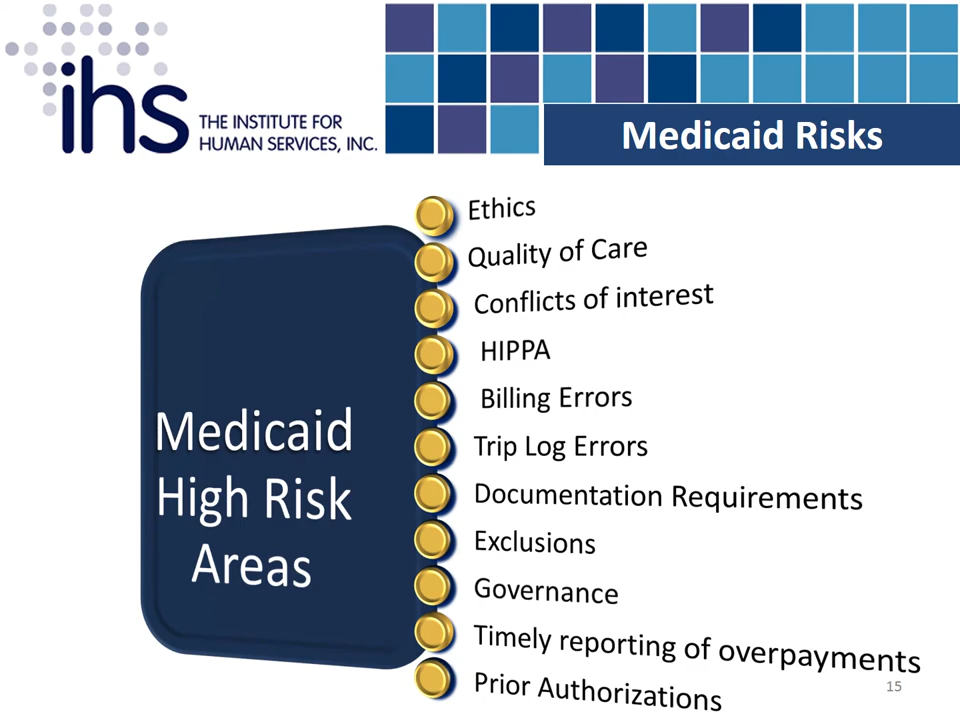 ihs
THE INSTITUTE FOR
HUMAN SERVICES, INC.
Medicaid Risks
Medicaid
High Risk
Areas
Ethics
Quality of Care
Conflicts of interest
HIPPA
Billing Errors
Trip Log Errors
Documentation Requirements
Exclusions
Governance
Timely reporting of overpayments
Prior Authorizations
15